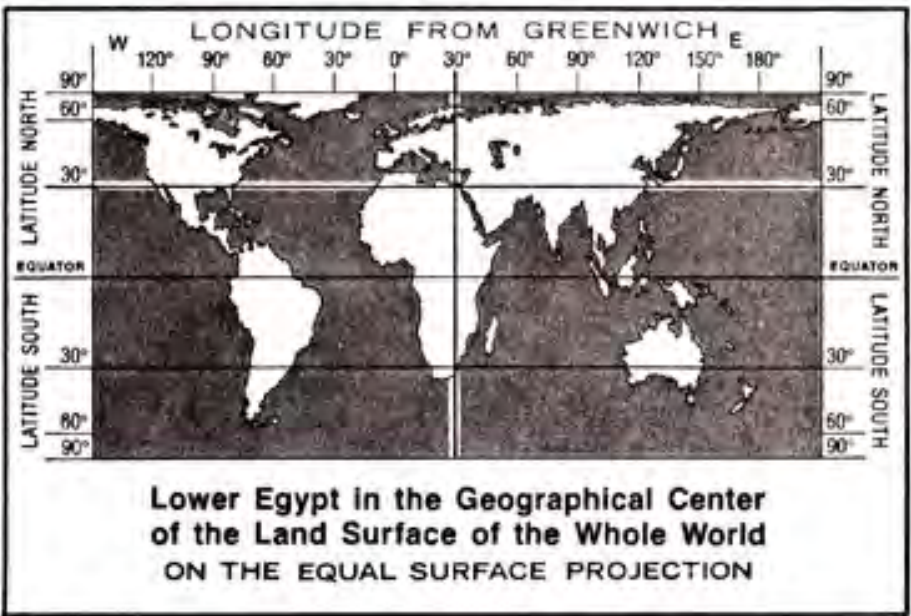 LONGITUDE FROM GREENWICH
W E
120° 90° 60° 30° 0° 30° 60° 90° 120° 150° 180°
90° 90°
60° 60°
LATITUDE NORTH LATITUDE NORTH
30° 30°
EQUATOR EQUATOR
LATITUDE SOUTH LATITUDE SOUTH
30° 30°
60° 60°
90° 90°
Lower Egypt in the Geographical Center
of the Land Surface of the Whole World
ON THE EQUAL SURFACE PROJECTION